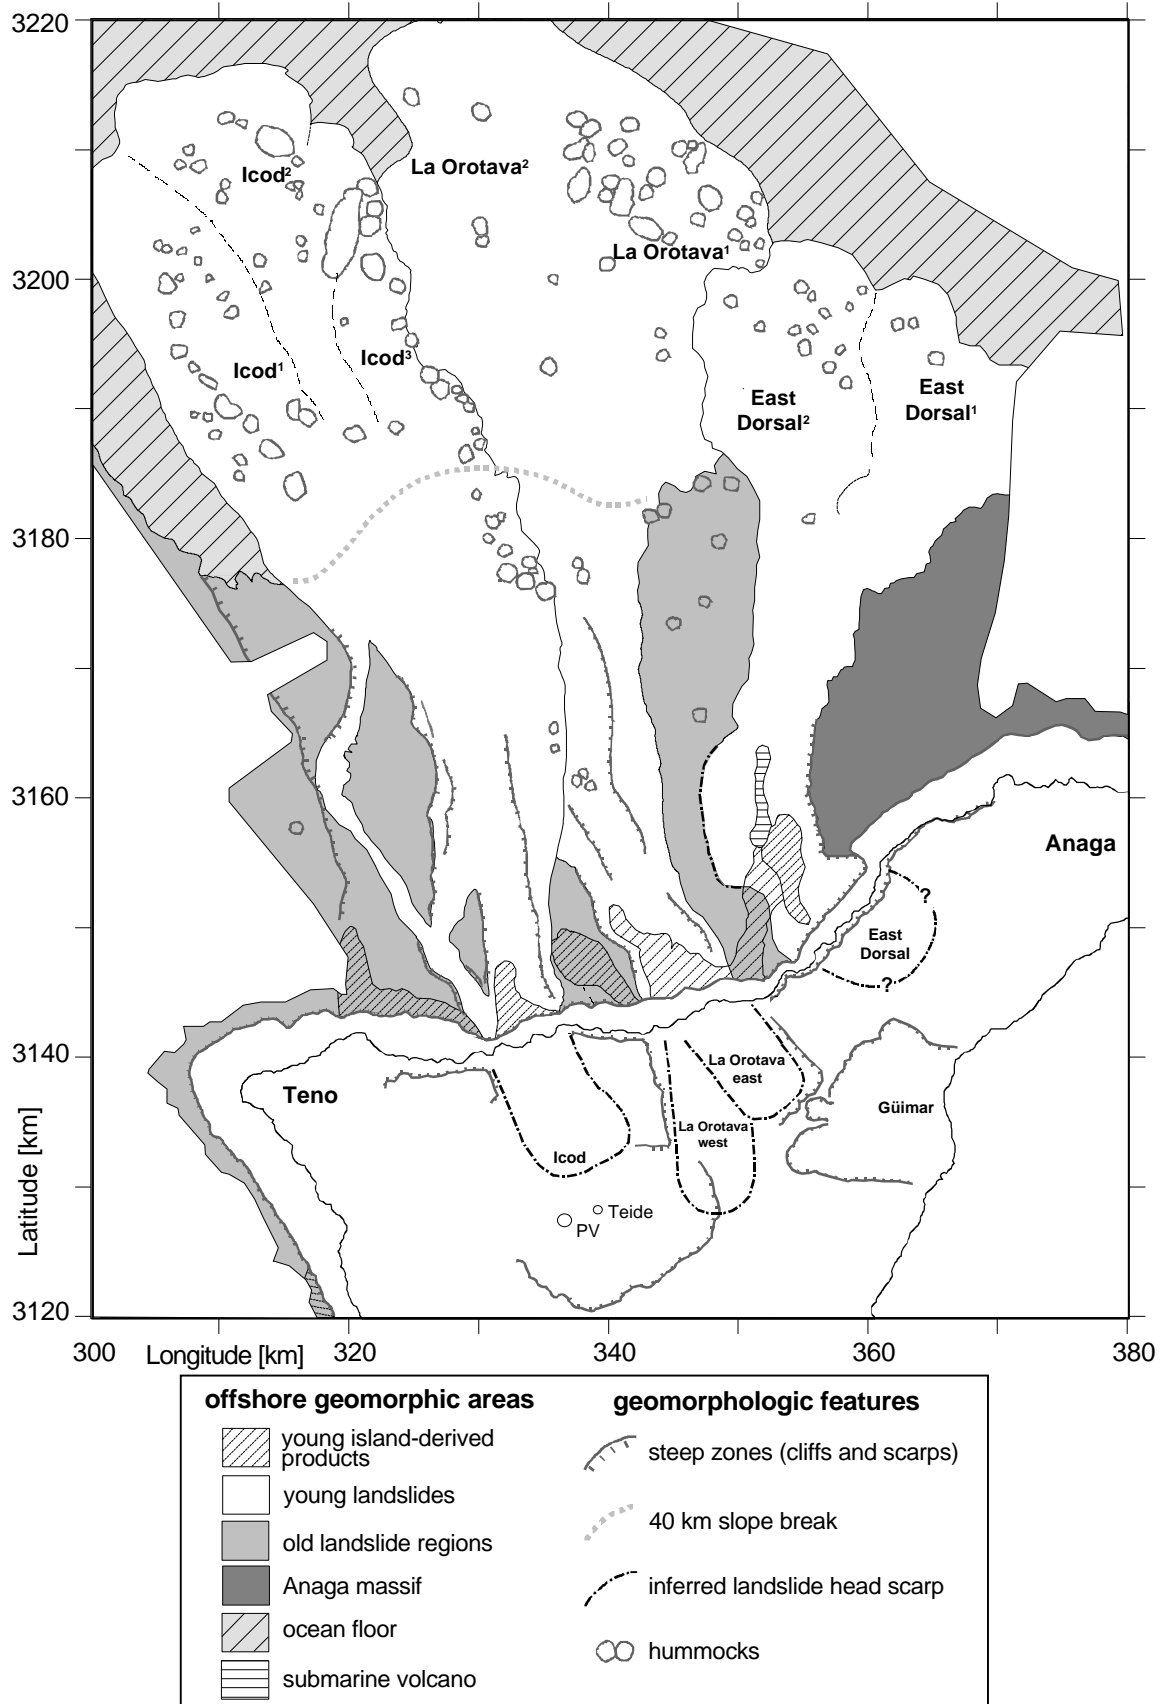 3220
La Orotava²
Icod²
La Orotava¹
3200
Icod³
Icod¹
East
Dorsal¹
East
Dorsal²
3180
3160
Anaga
?
East
Dorsal
?
3140
La Orotava
east
Teno
Güimar
La Orotava
west
Icod
Teide
PV
Latitude [km]
3120
300
Longitude [km]
320
340
360
380
offshore geomorphic areas
young island-derived
products
young landslides
old landslide regions
Anaga massif
ocean floor
submarine volcano
geomorphologic features
steep zones (cliffs and scarps)
40 km slope break
inferred landslide head scarp
hummocks